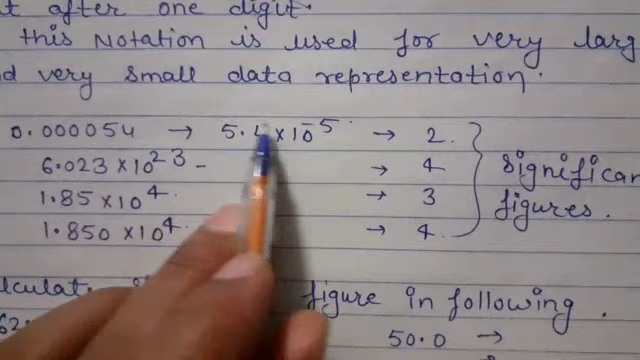 after one digit.
this Notation is used for very larg
very small data representation.
0.000054 → 5.4 × 10⁻⁵ → 2
6.023 × 10²³ - → 4
1.85 × 10⁴ → 3
1.850 × 10⁴ → 4
Significan
figures.
figure in following.
50.0 →